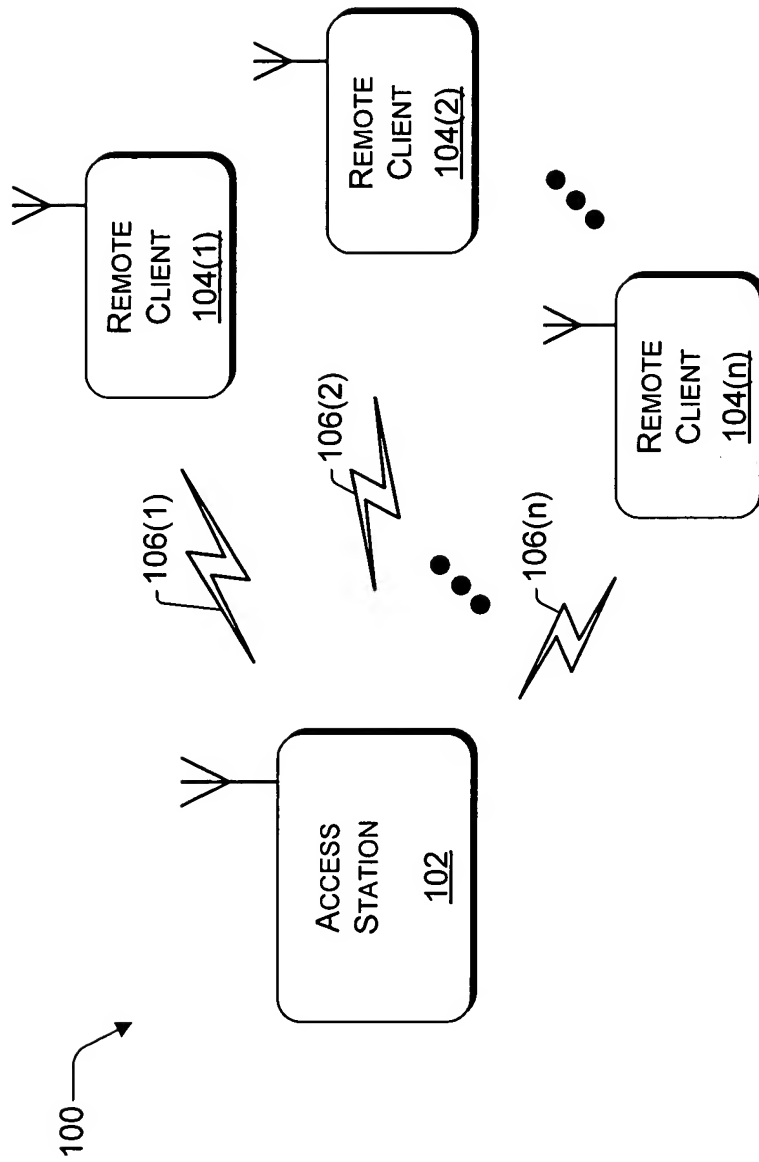 100
ACCESS
STATION
102
106(1)
106(2)
106(n)
REMOTE
CLIENT
104(1)
REMOTE
CLIENT
104(2)
REMOTE
CLIENT
104(n)